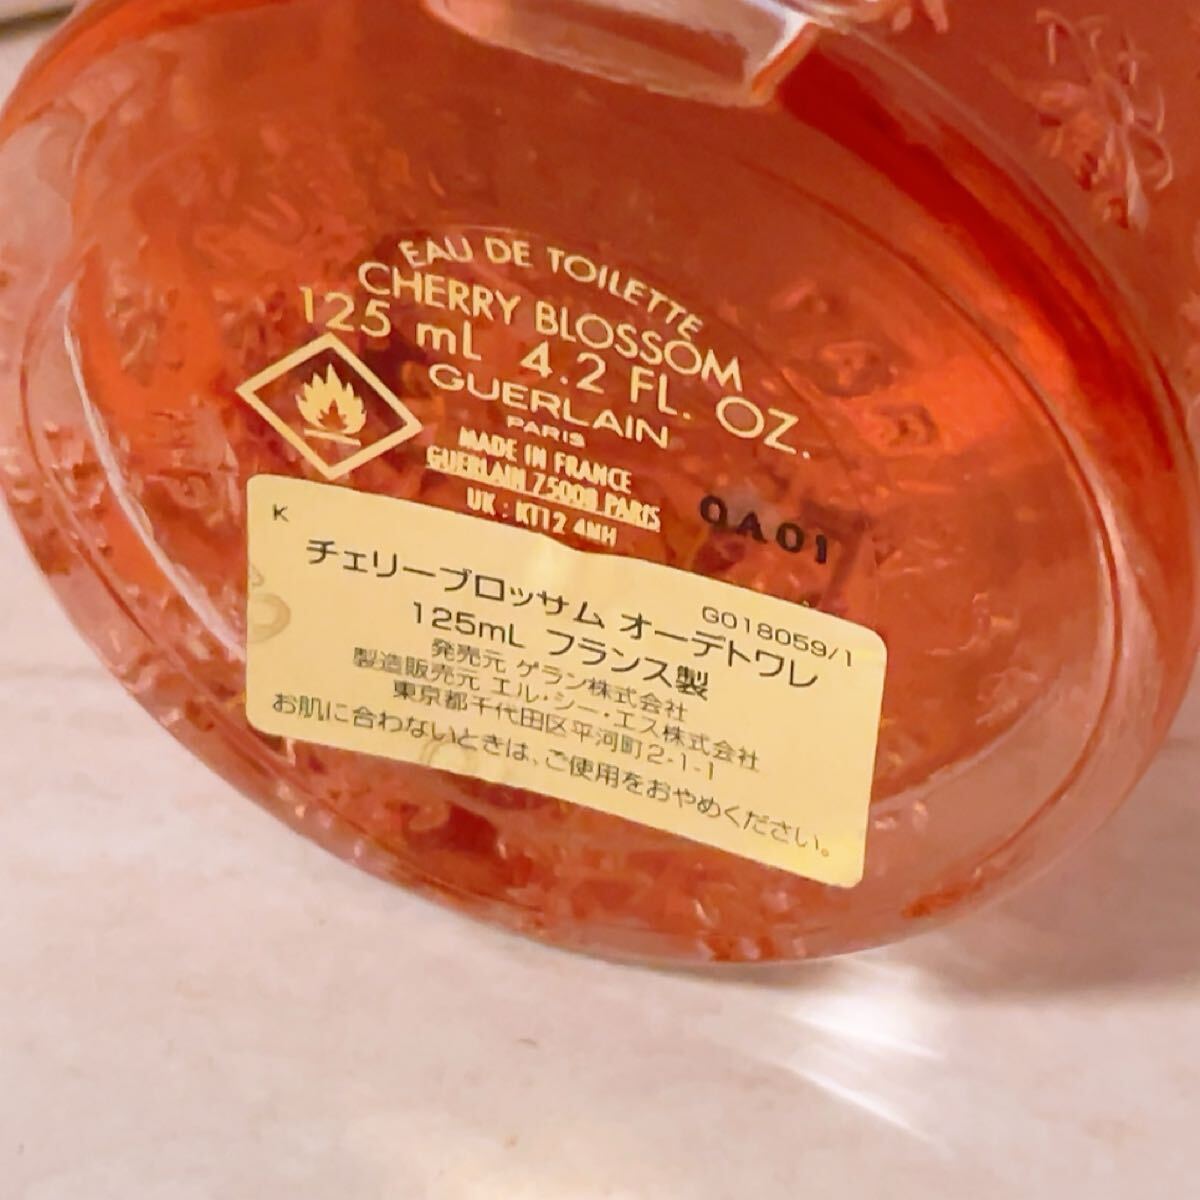 EAU DE TOILETTE
CHERRY BLOSSOM
125 mL 4.2 FL. OZ.
GUERLAIN
PARIS
MADE IN FRANCE
GUERLAIN 75008 PARIS
UK : KT12 4NH
0A01
K
G018059/1
チェリーブロッサム オーデトワレ
125mL フランス製
発売元 ゲラン株式会社
製造販売元 エル・シー・エス株式会社
東京都千代田区平河町2-1-1
お肌に合わないときは、ご使用をおやめください。